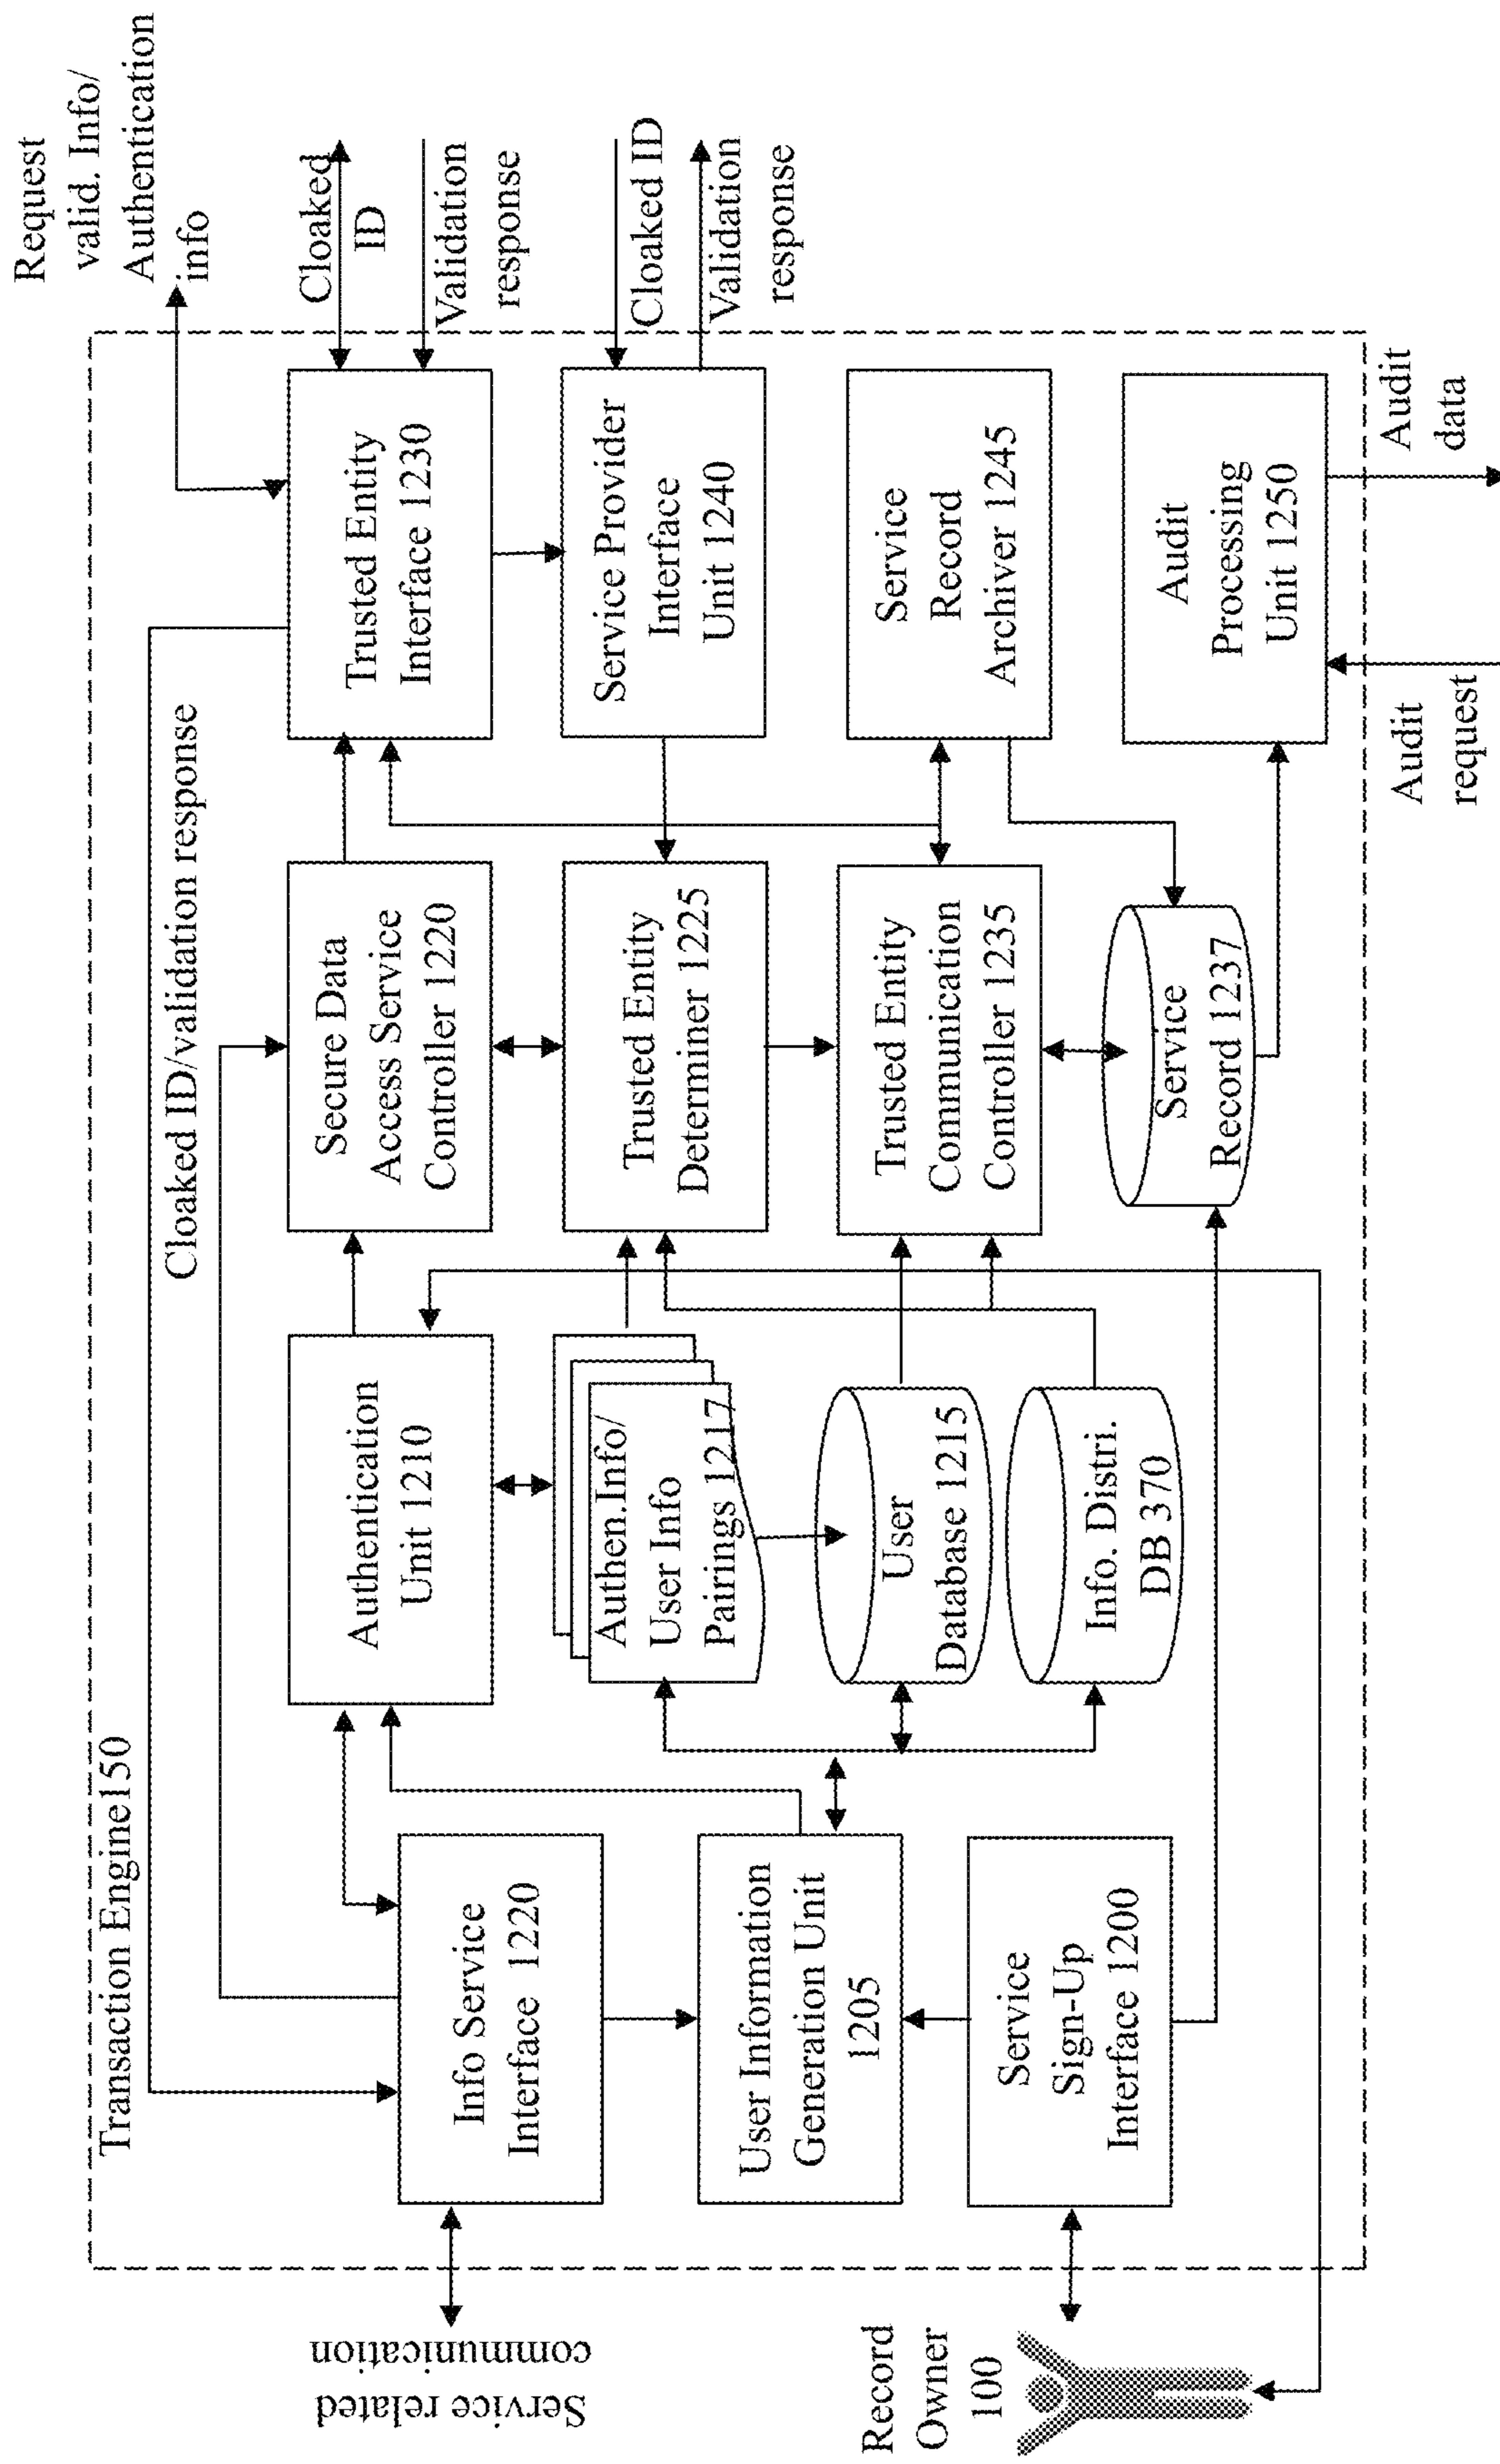 Transaction Engine150
Request
valid. Info/
Authentication
info
Cloaked ID/validation response
Cloaked
ID
Validation
response
Service related
communication
Info Service
Interface 1220
Authentication
Unit 1210
Secure Data
Access Service
Controller 1220
Trusted Entity
Interface 1230
User Information
Generation Unit
1205
Authen.Info/
User Info
Pairings 1217
Trusted Entity
Determiner 1225
Service Provider
Interface
Unit 1240
Cloaked ID
Validation
response
Record
Owner
100
Service
Sign-Up
Interface 1200
User
Database 1215
Info. Distri.
DB 370
Trusted Entity
Communication
Controller 1235
Service
Record
Archiver 1245
Service
Record 1237
Audit
Processing
Unit 1250
Audit
request
Audit
data